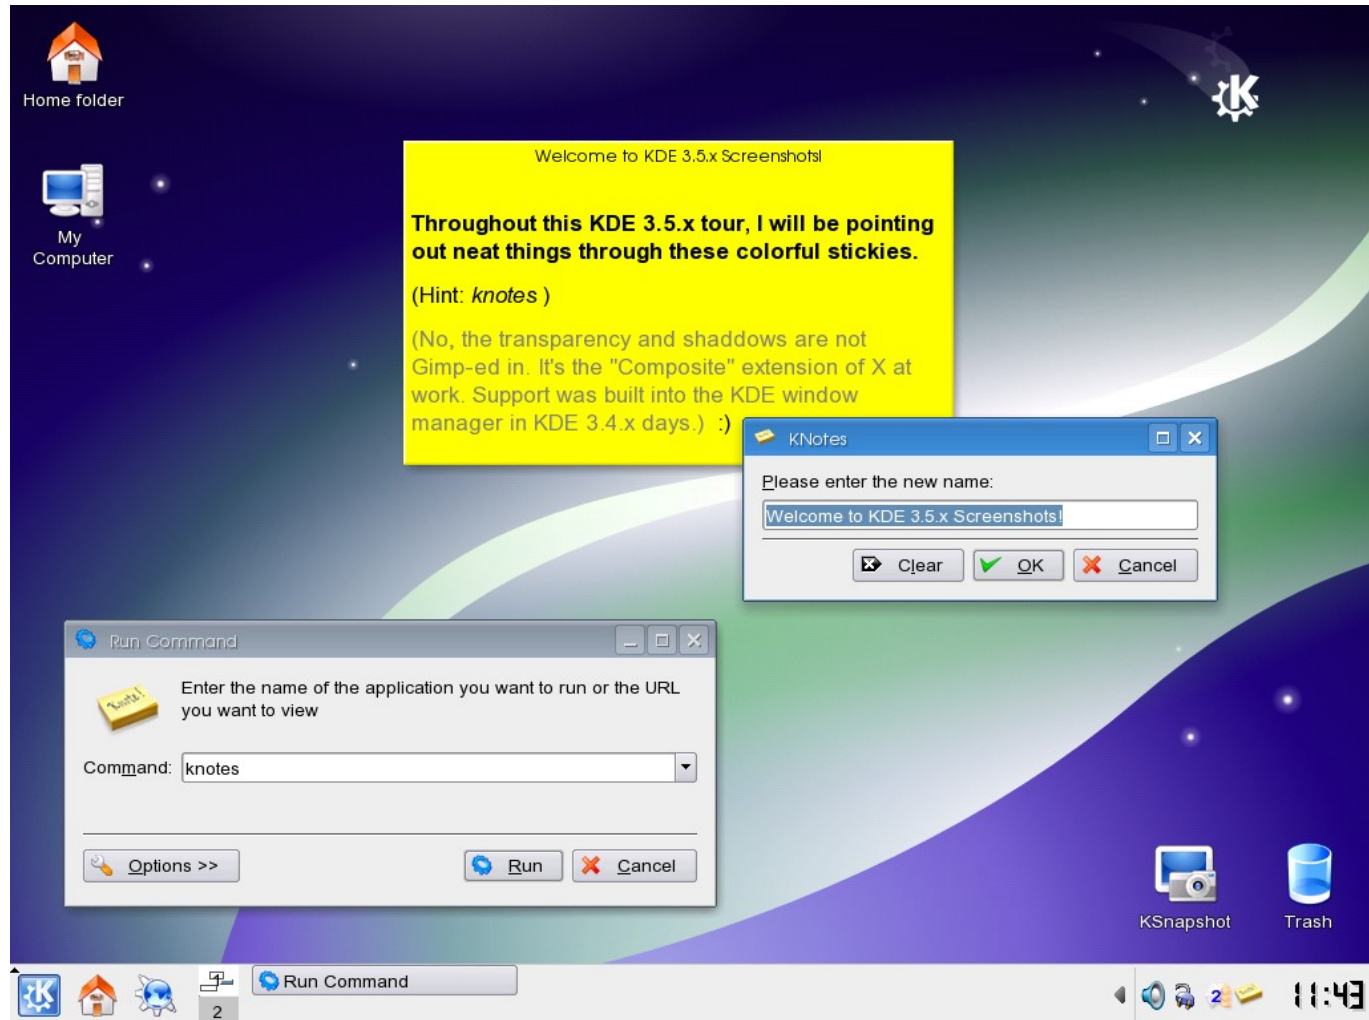 Home folder
My
Computer
Welcome to KDE 3.5.x Screenshots!
Throughout this KDE 3.5.x tour, I will be pointing
out neat things through these colorful stickies.
(Hint: knotes )
(No, the transparency and shaddows are not
Gimp-ed in. It's the "Composite" extension of X at
work. Support was built into the KDE window
manager in KDE 3.4.x days.) :)
KNotes
Please enter the new name:
Welcome to KDE 3.5.x Screenshots!
Clear
OK
Cancel
Run Command
Enter the name of the application you want to run or the URL
you want to view
Command: knotes
Options >>
Run
Cancel
KSnapshot
Trash
Run Command
2
2
11:43